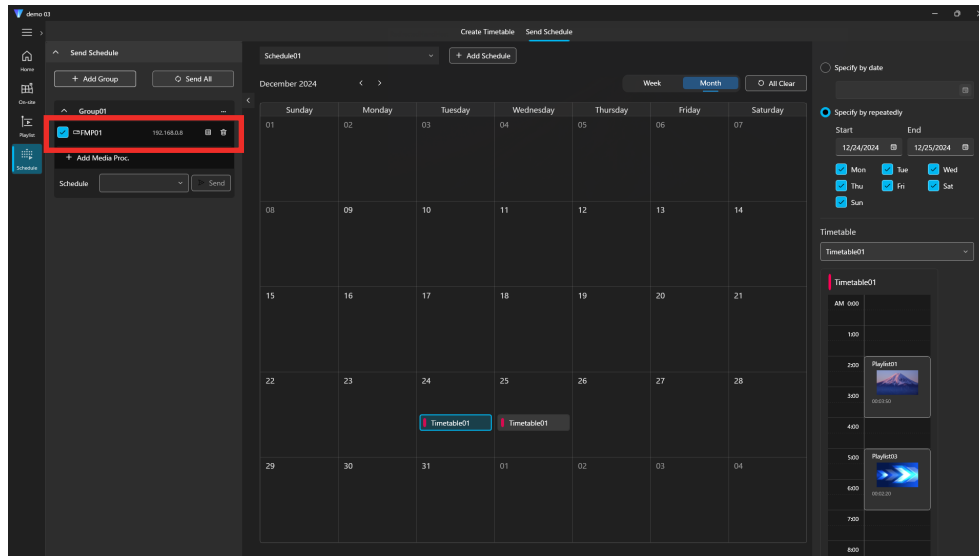 demo 03
Home
On-site
Playlist
Schedule
Send Schedule
+ Add Group
Send All
Group01
FMP01 192.168.0.8
+ Add Media Proc.
Schedule
Send
Create Timetable Send Schedule
Schedule01
+ Add Schedule
December 2024 < >
Week Month
All Clear
Sunday Monday Tuesday Wednesday Thursday Friday Saturday
01 02 03 04 05 06 07
08 09 10 11 12 13 14
15 16 17 18 19 20 21
22 23 24 25 26 27 28
Timetable01 Timetable01
29 30 31 01 02 03 04
Specify by date
Specify by repeatedly
Start End
12/24/2024 12/25/2024
Mon Tue Wed
Thu Fri Sat
Sun
Timetable
Timetable01
Timetable01
AM 0:00
1:00
2:00 Playlist01
3:00 00:03:50
4:00
5:00 Playlist03
6:00 00:02:20
7:00
8:00